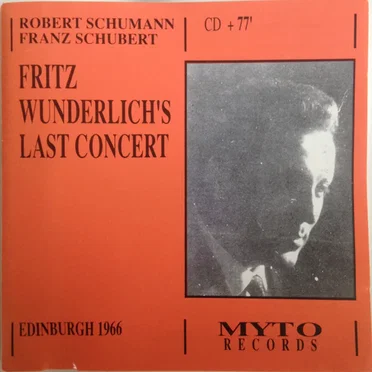 ROBERT SCHUMANN
FRANZ SCHUBERT
CD + 77'
FRITZ
WUNDERLICH'S
LAST CONCERT
EDINBURGH 1966
MYTO
RECORDS